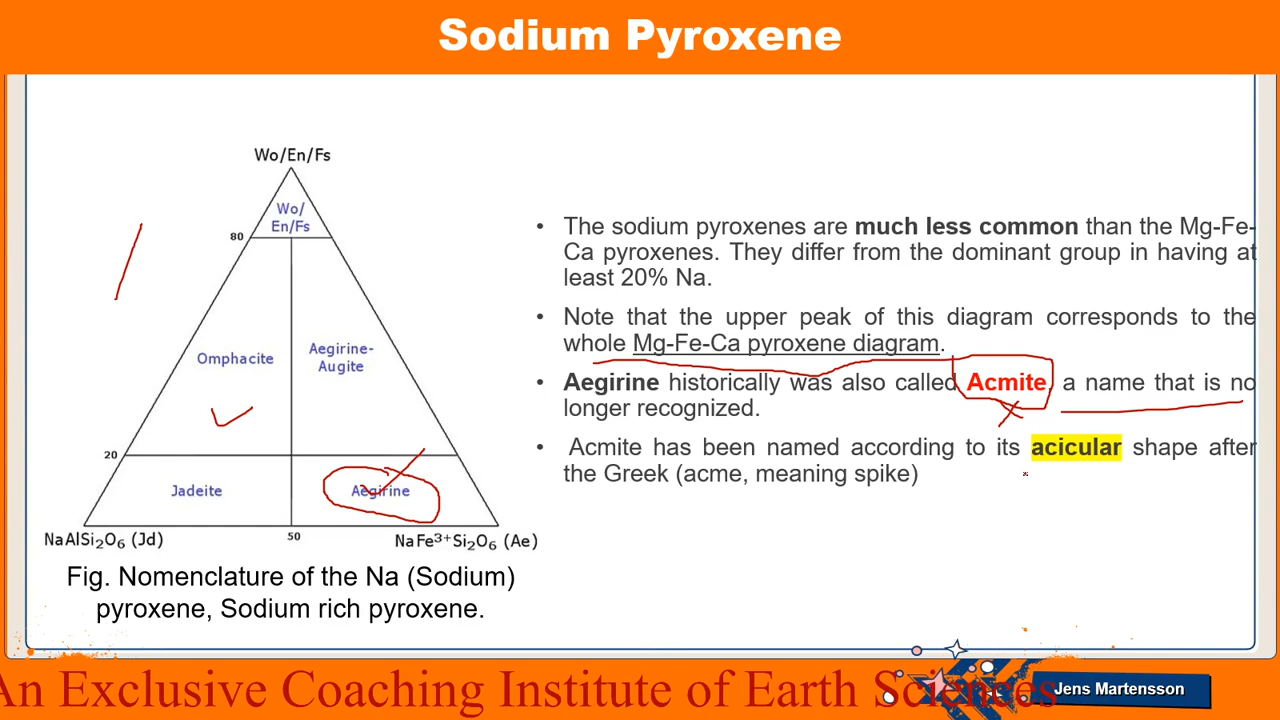 Sodium Pyroxene
Wo/En/Fs
Wo/
En/Fs
80
Omphacite
Aegirine-
Augite
20
Jadeite
Aegirine
NaAlSi₂O₆ (Jd)
50
NaFe³⁺Si₂O₆ (Ae)
Fig. Nomenclature of the Na (Sodium)
pyroxene, Sodium rich pyroxene.
• The sodium pyroxenes are much less common than the Mg-Fe-
Ca pyroxenes. They differ from the dominant group in having at
least 20% Na.
• Note that the upper peak of this diagram corresponds to the
whole Mg-Fe-Ca pyroxene diagram.
• Aegirine historically was also called Acmite, a name that is no
longer recognized.
• Acmite has been named according to its acicular shape after
the Greek (acme, meaning spike)
An Exclusive Coaching Institute of Earth Sciences
Jens Martensson